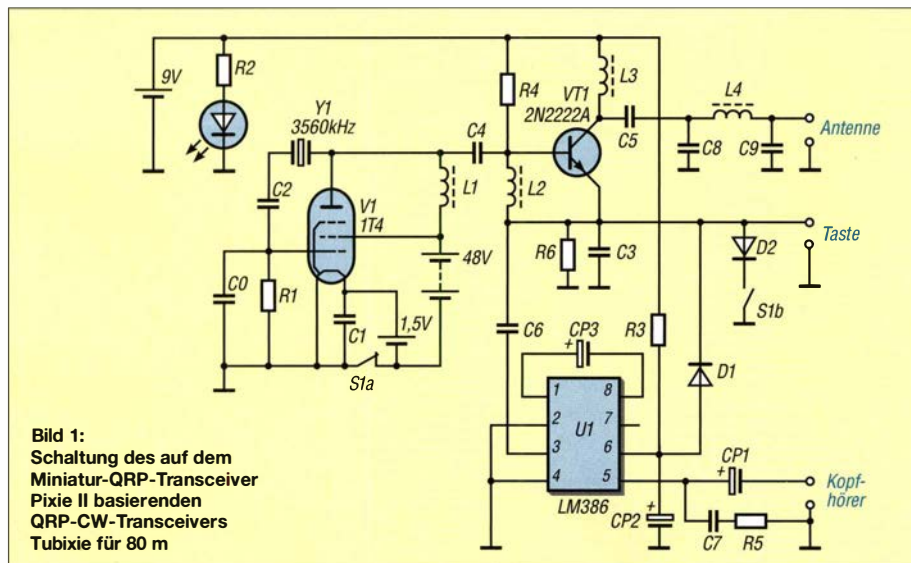 9V
R2
Y1
3560kHz
C2
C0
R1
V1
1T4
C1
1,5V
S1a
48V
L1
C4
R4
L2
VT1
2N2222A
L3
C5
L4
C8
C9
Antenne
Taste
R6
C3
C6
R3
D2
S1b
D1
CP3
+
1
8
2
7
3
U1
6
4
5
LM386
CP2
+
CP1
+
C7
R5
Kopf-
hörer
Bild 1:
Schaltung des auf dem
Miniatur-QRP-Transceiver
Pixie II basierenden
QRP-CW-Transceivers
Tubixie für 80 m